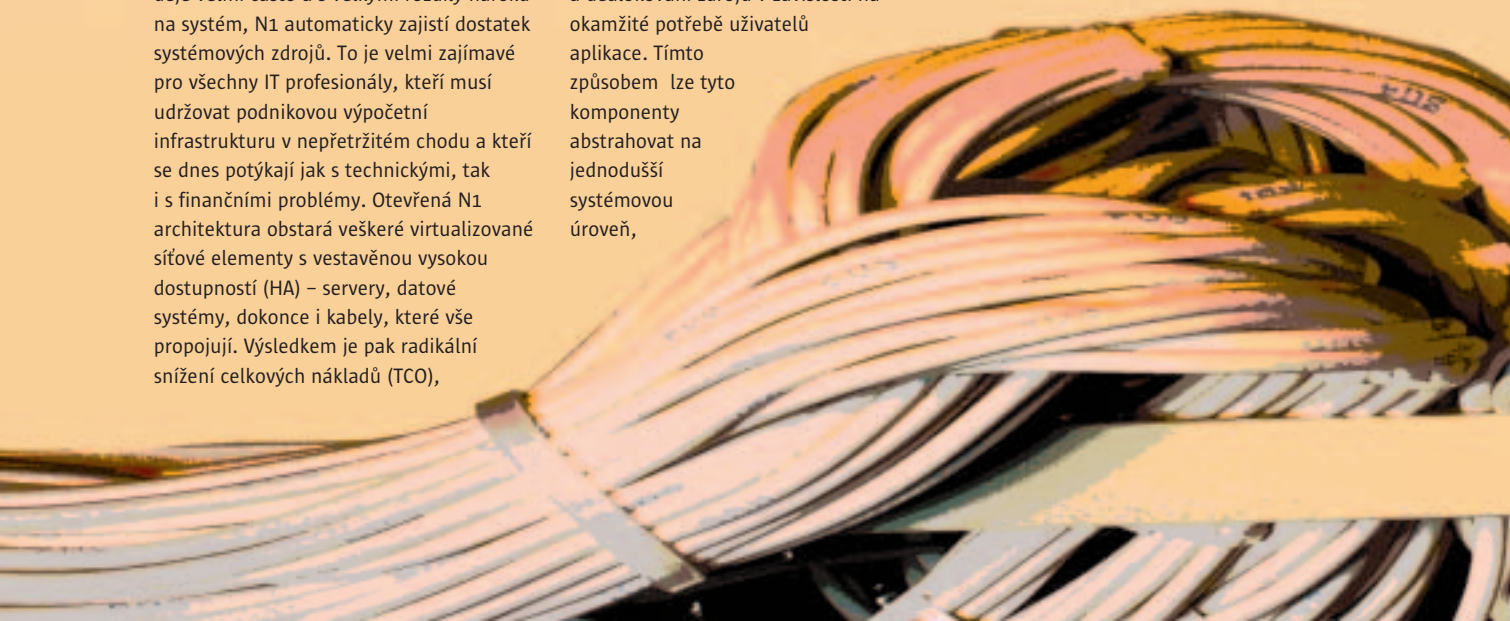 na systém, N1 automaticky zajistí dostatek
systémových zdrojů. To je velmi zajímavé
pro všechny IT profesionály, kteří musí
udržovat podnikovou výpočetní
infrastrukturu v nepřetržitém chodu a kteří
se dnes potýkají jak s technickými, tak
i s finančními problémy. Otevřená N1
architektura obstará veškeré virtualizované
síťové elementy s vestavěnou vysokou
dostupností (HA) – servery, datové
systémy, dokonce i kabely, které vše
propojují. Výsledkem je pak radikální
snížení celkových nákladů (TCO),
okamžité potřebě uživatelů
aplikace. Tímto
způsobem  lze tyto
komponenty
abstrahovat na
jednodušší
systémovou
úroveň,